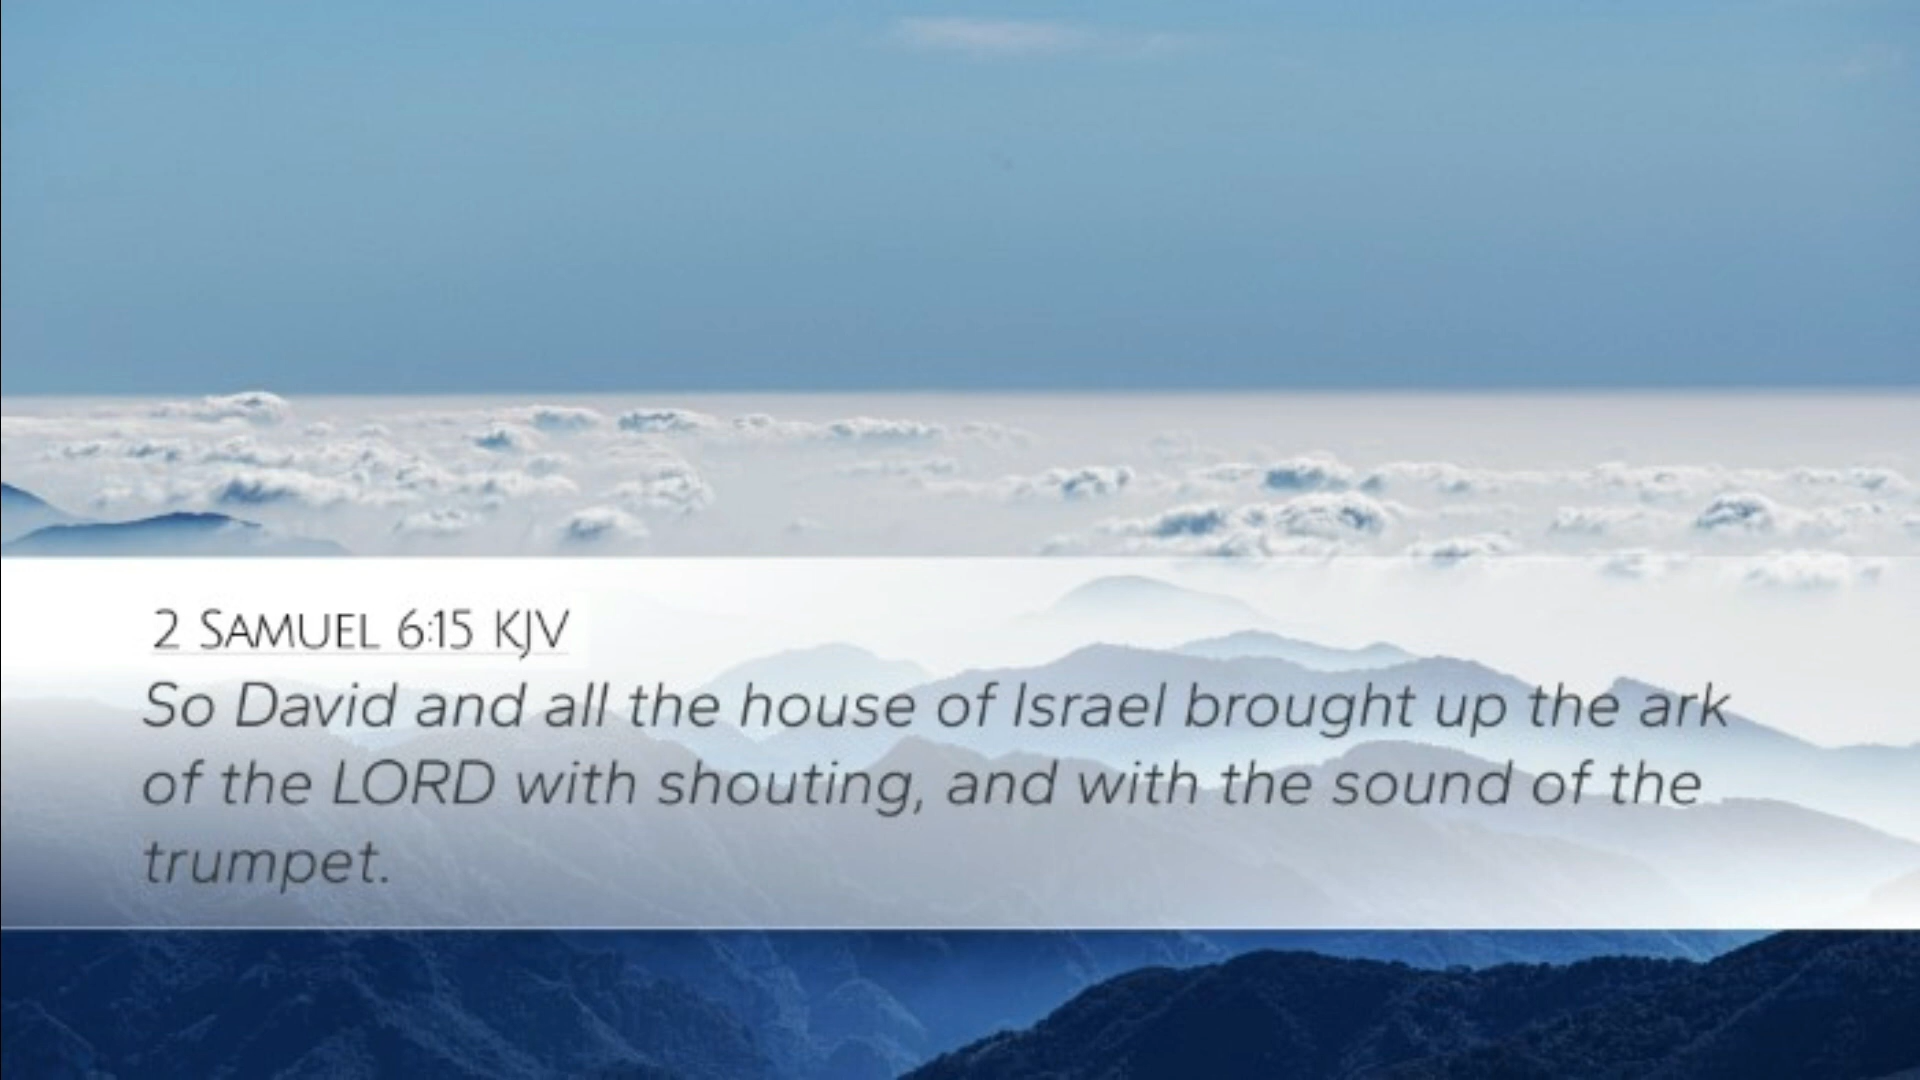 2 SAMUEL 6:15 KJV
So David and all the house of Israel brought up the ark
of the LORD with shouting, and with the sound of the
trumpet.